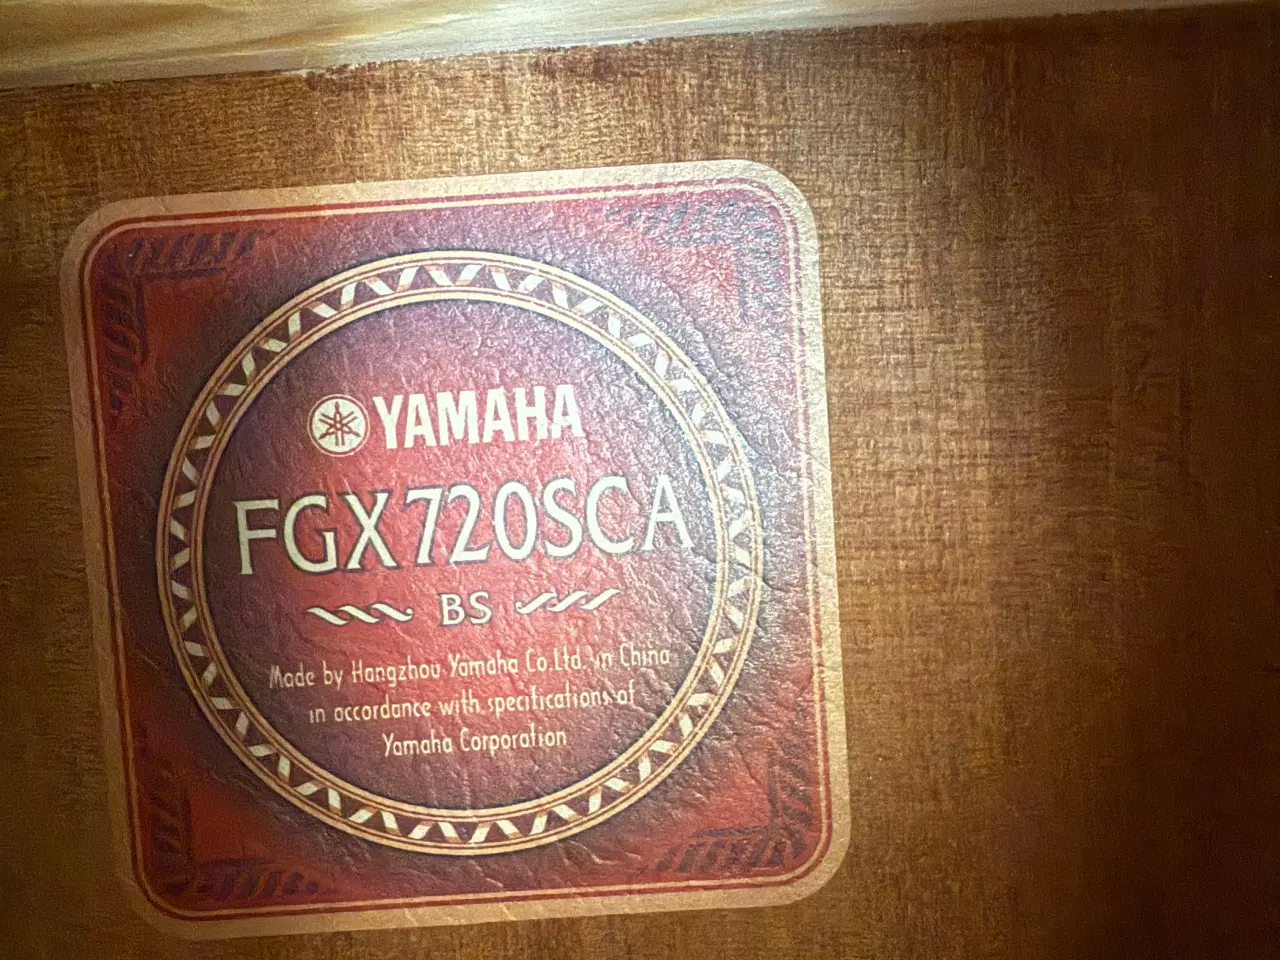 YAMAHA
FGX720SCA
BS
Made by Hangzhou Yamaha Co.Ltd. in China
in accordance with specifications of
Yamaha Corporation